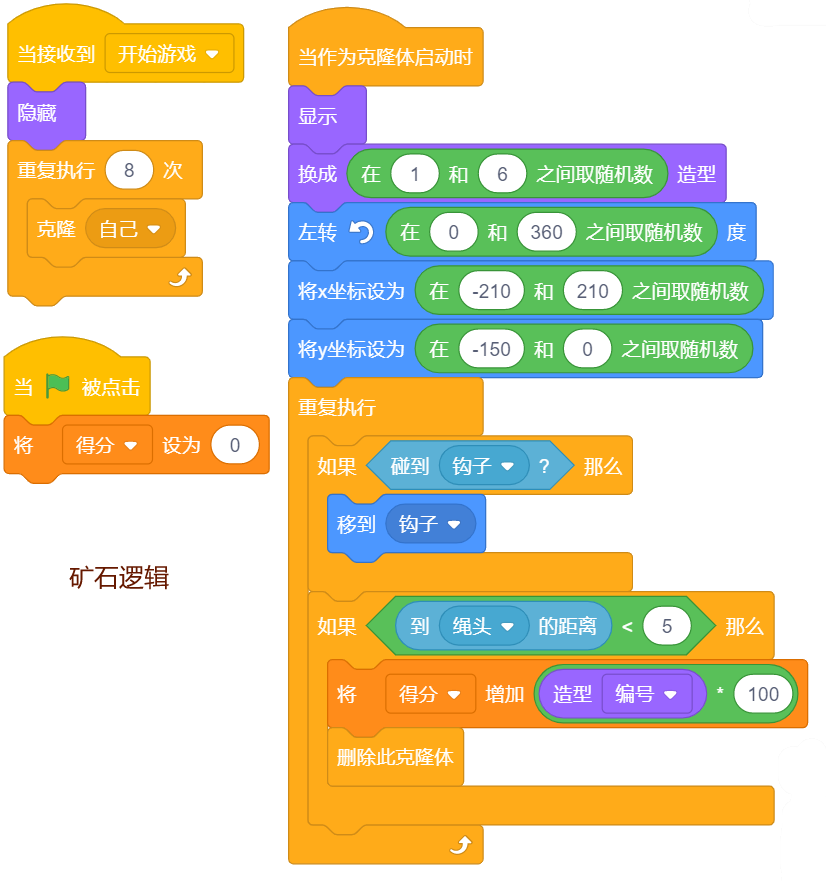 当接收到 开始游戏
隐藏
重复执行 8 次
克隆 自己
当 被点击
将 得分 设为 0
矿石逻辑
当作为克隆体启动时
显示
换成 在 1 和 6 之间取随机数 造型
左转 在 0 和 360 之间取随机数 度
将x坐标设为 在 -210 和 210 之间取随机数
将y坐标设为 在 -150 和 0 之间取随机数
重复执行
如果 碰到 钩子 ? 那么
移到 钩子
如果 到 绳头 的距离 < 5 那么
将 得分 增加 造型 编号 * 100
删除此克隆体